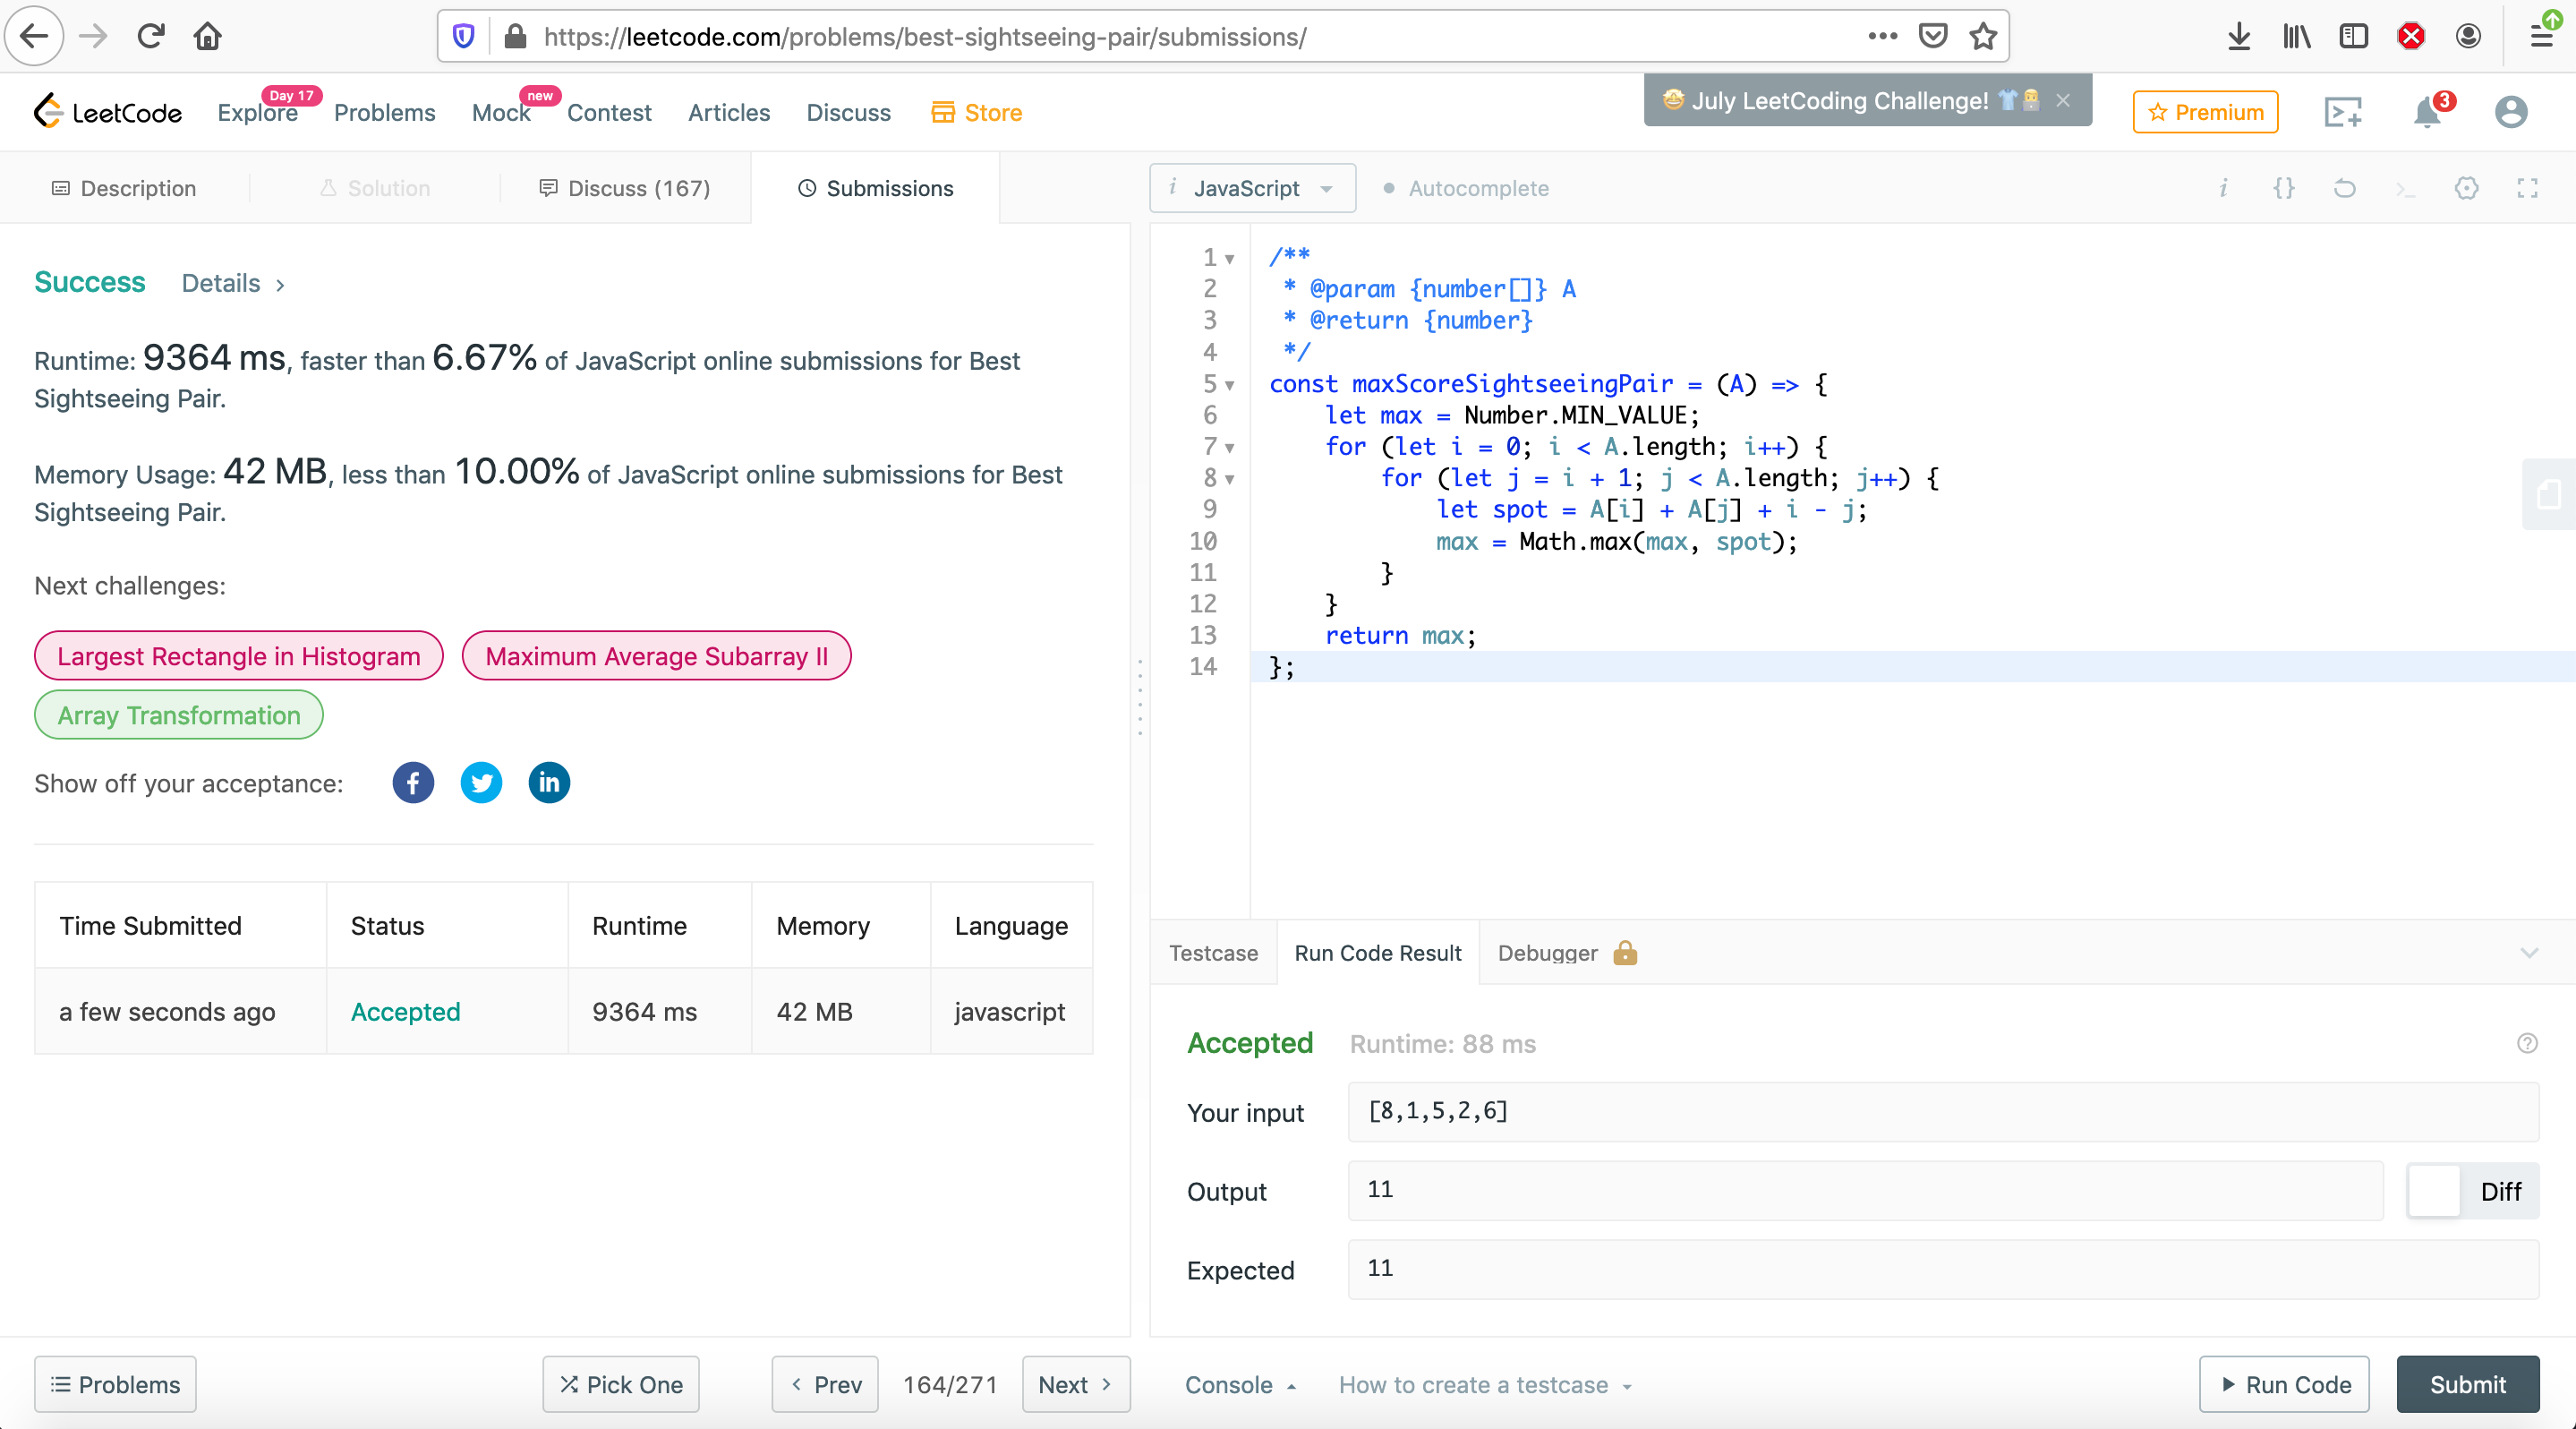 https://leetcode.com/problems/best-sightseeing-pair/submissions/
LeetCode
Explore
Day 17
Problems
Mock
new
Contest
Articles
Discuss
Store
July LeetCoding Challenge!
Premium
3
Description
Solution
Discuss (167)
Submissions
i JavaScript
Autocomplete
Success Details
Runtime: 9364 ms, faster than 6.67% of JavaScript online submissions for Best
Sightseeing Pair.
Memory Usage: 42 MB, less than 10.00% of JavaScript online submissions for Best
Sightseeing Pair.
Next challenges:
Largest Rectangle in Histogram
Maximum Average Subarray II
Array Transformation
Show off your acceptance:
Time Submitted Status Runtime Memory Language
a few seconds ago Accepted 9364 ms 42 MB javascript
1 /**
2 * @param {number[]} A
3 * @return {number}
4 */
5 const maxScoreSightseeingPair = (A) => {
6 let max = Number.MIN_VALUE;
7 for (let i = 0; i < A.length; i++) {
8 for (let j = i + 1; j < A.length; j++) {
9 let spot = A[i] + A[j] + i - j;
10 max = Math.max(max, spot);
11 }
12 }
13 return max;
14 };
Testcase Run Code Result Debugger
Accepted Runtime: 88 ms
Your input [8,1,5,2,6]
Output 11
Diff
Expected 11
Problems
Pick One
Prev
164/271
Next
Console
How to create a testcase
Run Code
Submit